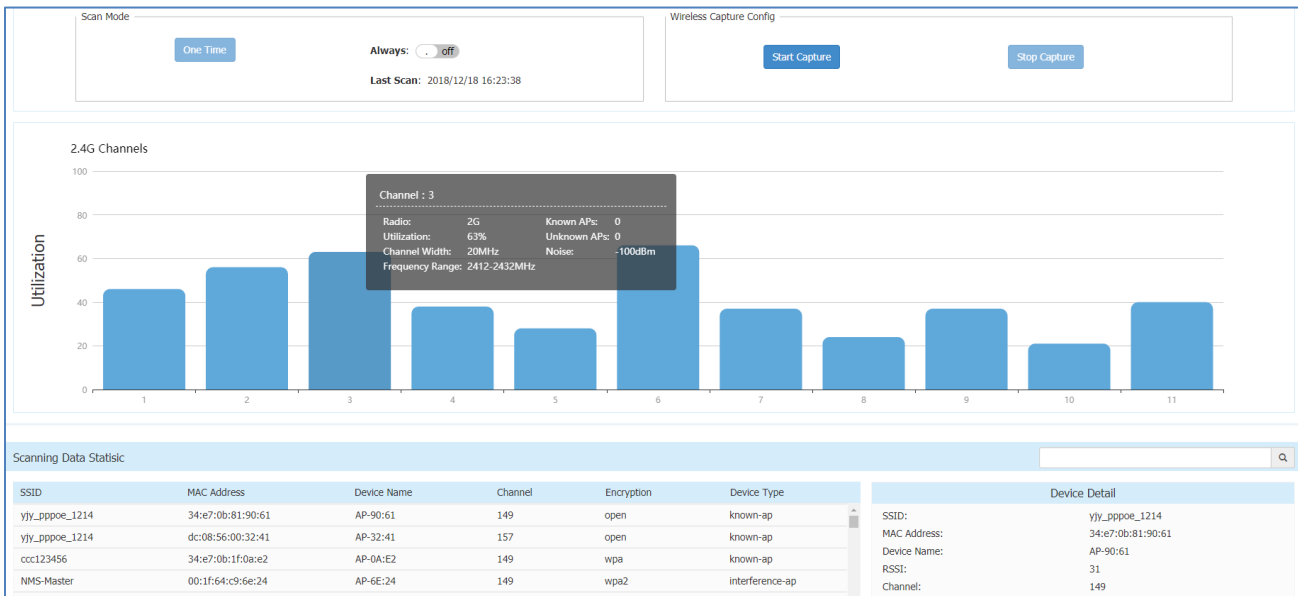 Scan Mode
One Time
Always: . off
Last Scan: 2018/12/18 16:23:38
Wireless Capture Config
Start Capture Stop Capture
2.4G Channels
Utilization
100
80
60
40
20
0
Channel : 3
Radio: 2G Known APs: 0
Utilization: 63% Unknown APs: 0
Channel Width: 20MHz Noise: -100dBm
Frequency Range: 2412-2432MHz
1 2 3 4 5 6 7 8 9 10 11
Scanning Data Statisic
SSID MAC Address Device Name Channel Encryption Device Type
yjy_pppoe_1214 34:e7:0b:81:90:61 AP-90:61 149 open known-ap
yjy_pppoe_1214 dc:08:56:00:32:41 AP-32:41 157 open known-ap
ccc123456 34:e7:0b:1f:0a:e2 AP-0A:E2 149 wpa known-ap
NMS-Master 00:1f:64:c9:6e:24 AP-6E:24 149 wpa2 interference-ap
Device Detail
SSID: yjy_pppoe_1214
MAC Address: 34:e7:0b:81:90:61
Device Name: AP-90:61
RSSI: 31
Channel: 149